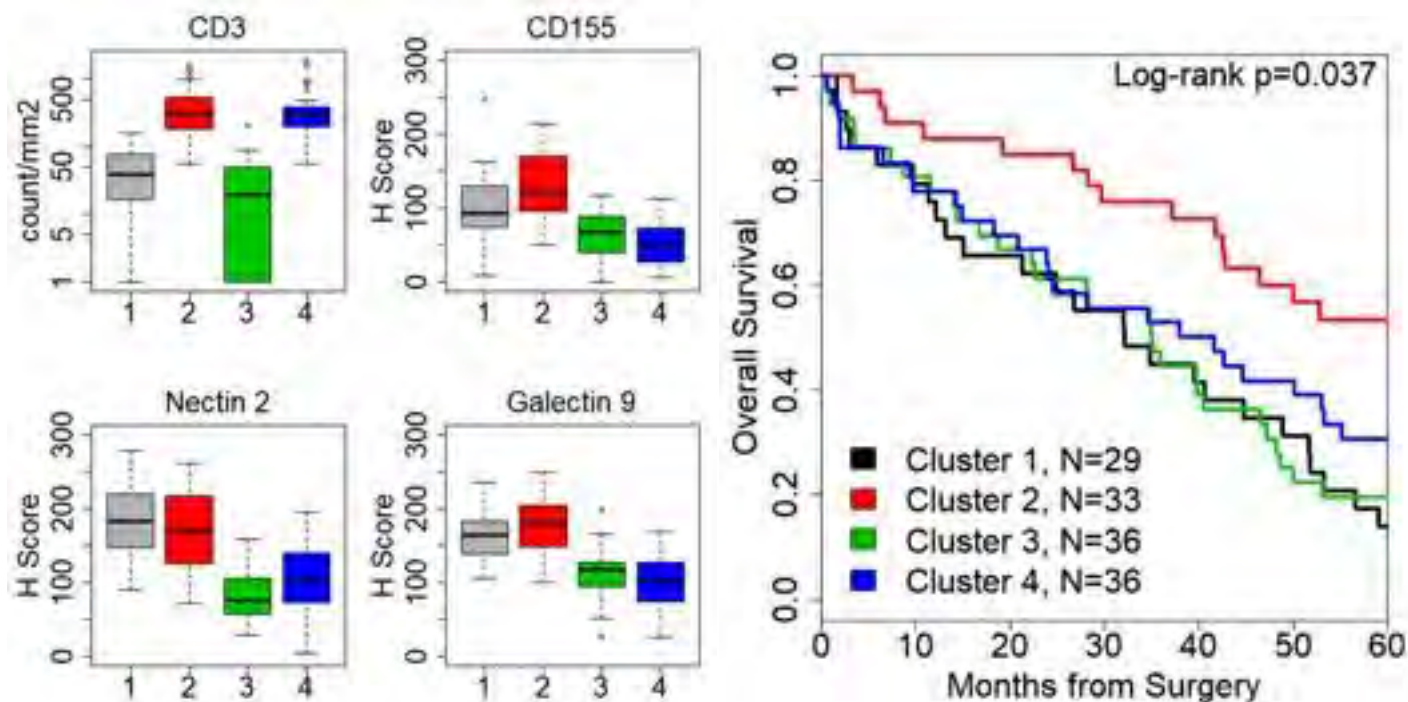 CD3
count/mm2
500
50
5
1
1 2 3 4
CD155
H Score
300
200
100
0
1 2 3 4
Nectin 2
H Score
300
200
100
0
1 2 3 4
Galectin 9
H Score
300
200
100
0
1 2 3 4
Log-rank p=0.037
Overall Survival
1.0
0.8
0.6
0.4
0.2
0.0
Cluster 1, N=29
Cluster 2, N=33
Cluster 3, N=36
Cluster 4, N=36
0 10 20 30 40 50 60
Months from Surgery